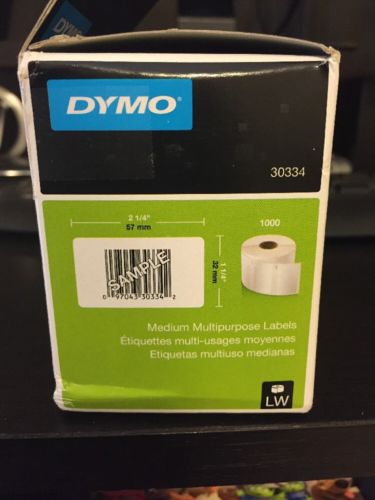 DYMO
DYMO
30334
2 1/4"
57 mm
1000
SAMPLE
0 97043 30334 2
1 1/4"
32 mm
Medium Multipurpose Labels
Étiquettes multi-usages moyennes
Etiquetas multiuso medianas
LW